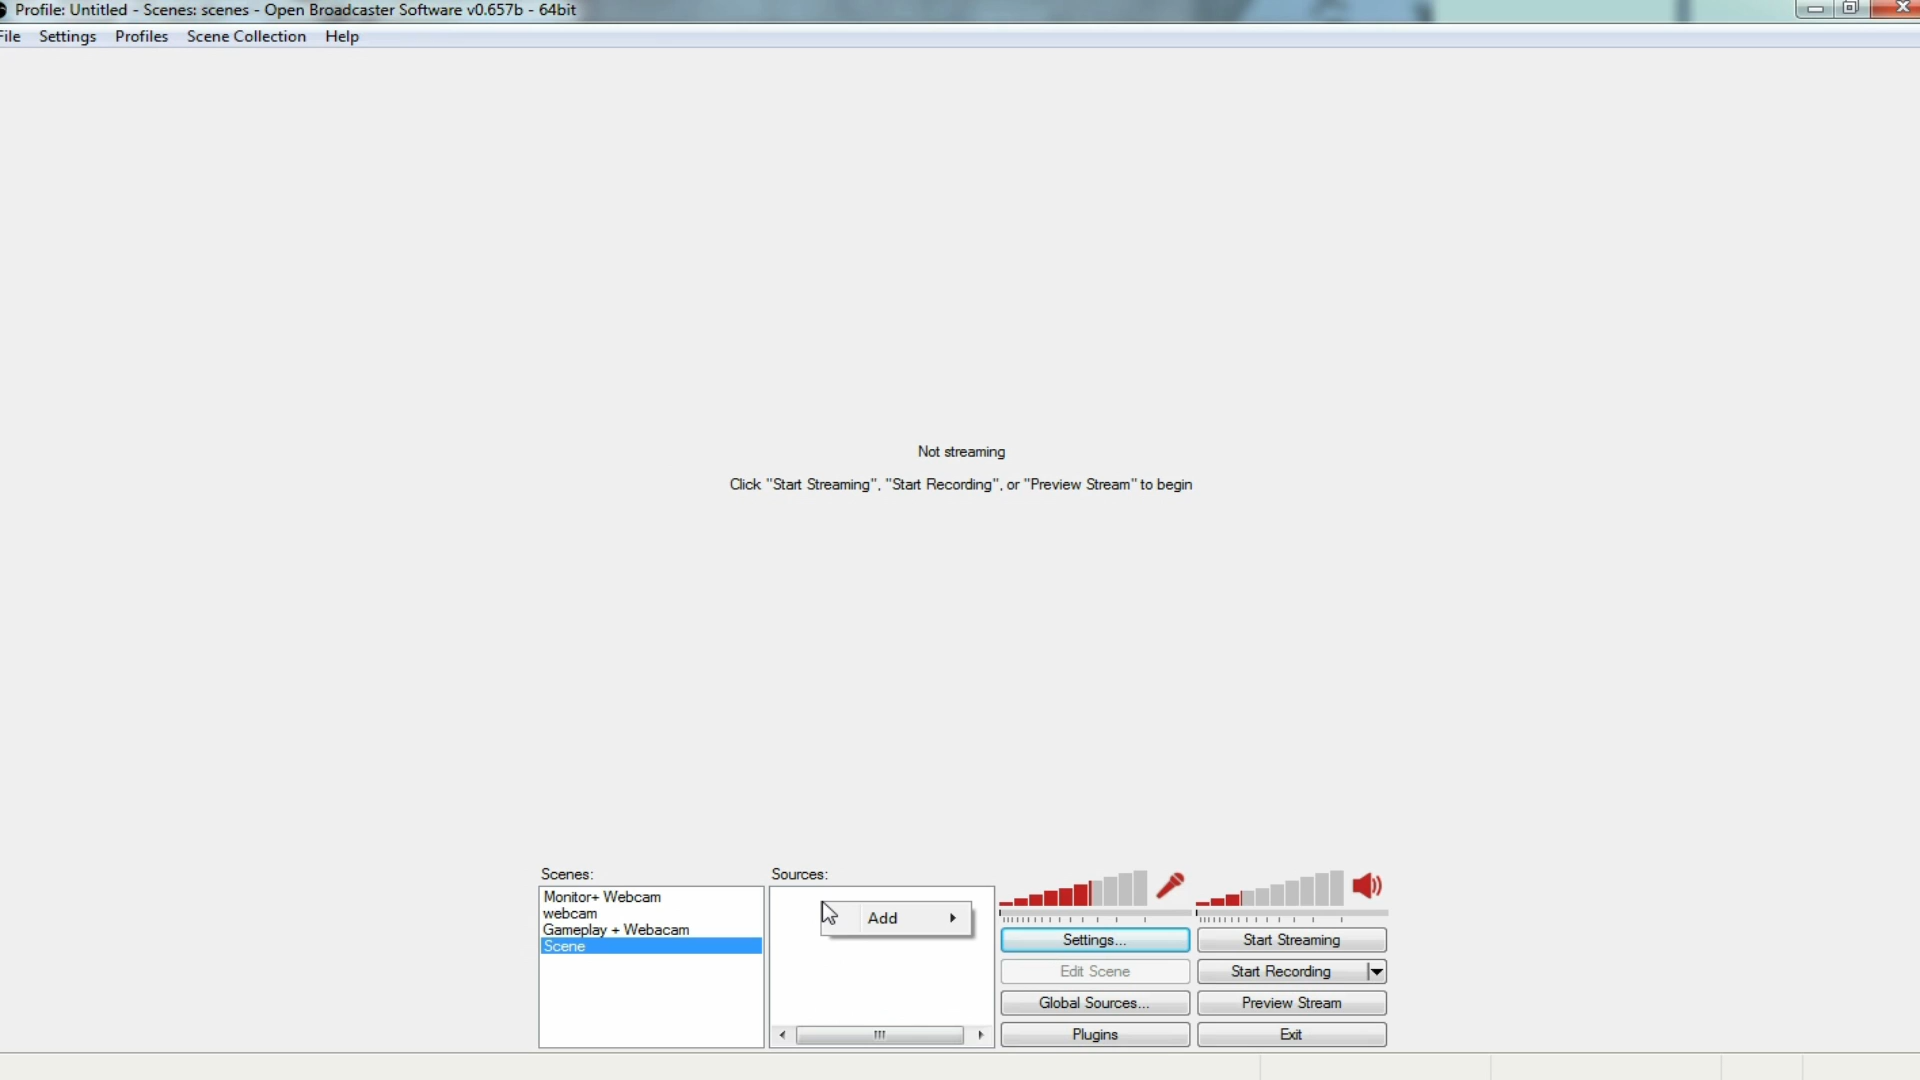 Profile: Untitled - Scenes: scenes - Open Broadcaster Software v0.657b - 64bit
File Settings Profiles Scene Collection Help
Not streaming
Click "Start Streaming", "Start Recording", or "Preview Stream" to begin
Scenes:
Monitor+ Webcam
webcam
Gameplay + Webacam
Scene
Sources:
Add
Settings...
Start Streaming
Edit Scene
Start Recording
Global Sources...
Preview Stream
Plugins
Exit